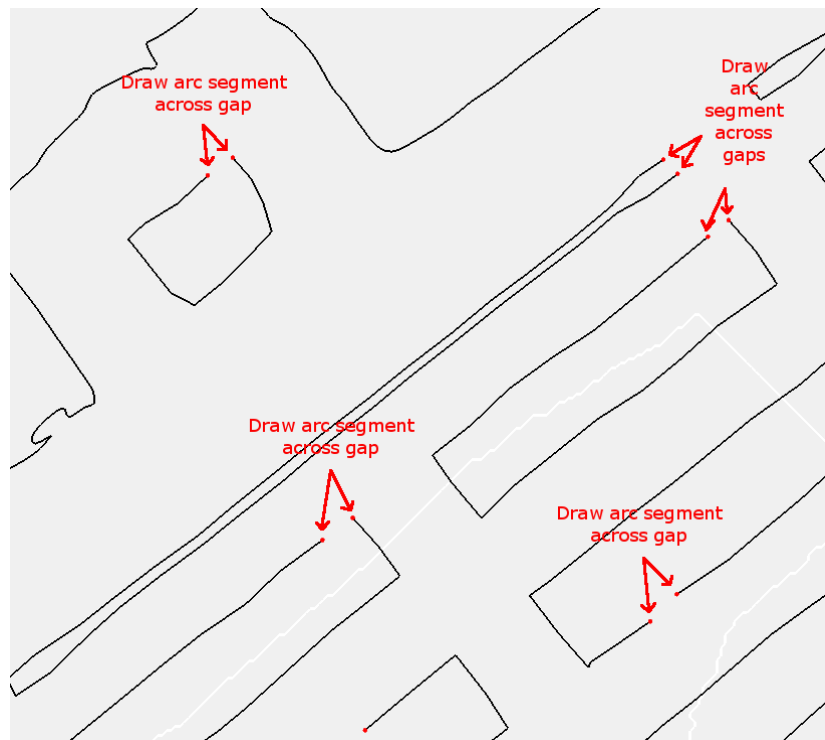 Draw arc segment
across gap
Draw
arc
segment
across
gaps
Draw arc segment
across gap
Draw arc segment
across gap